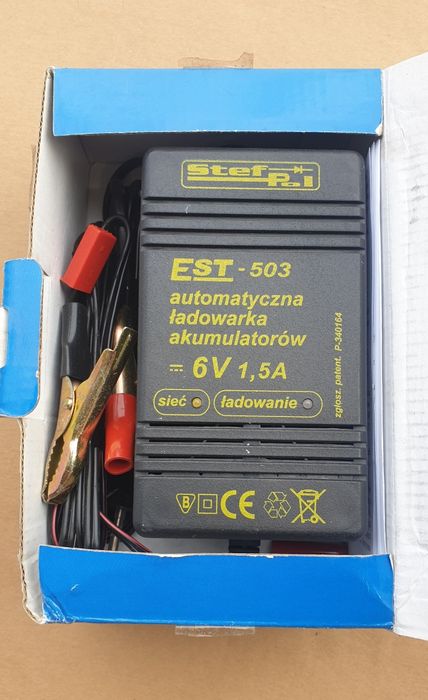 Stef Pol
EST - 503
automatyczna
ładowarka
akumulatorów
6V 1,5A
sieć ładowanie
zgłosz. patent. P-340164
B CE